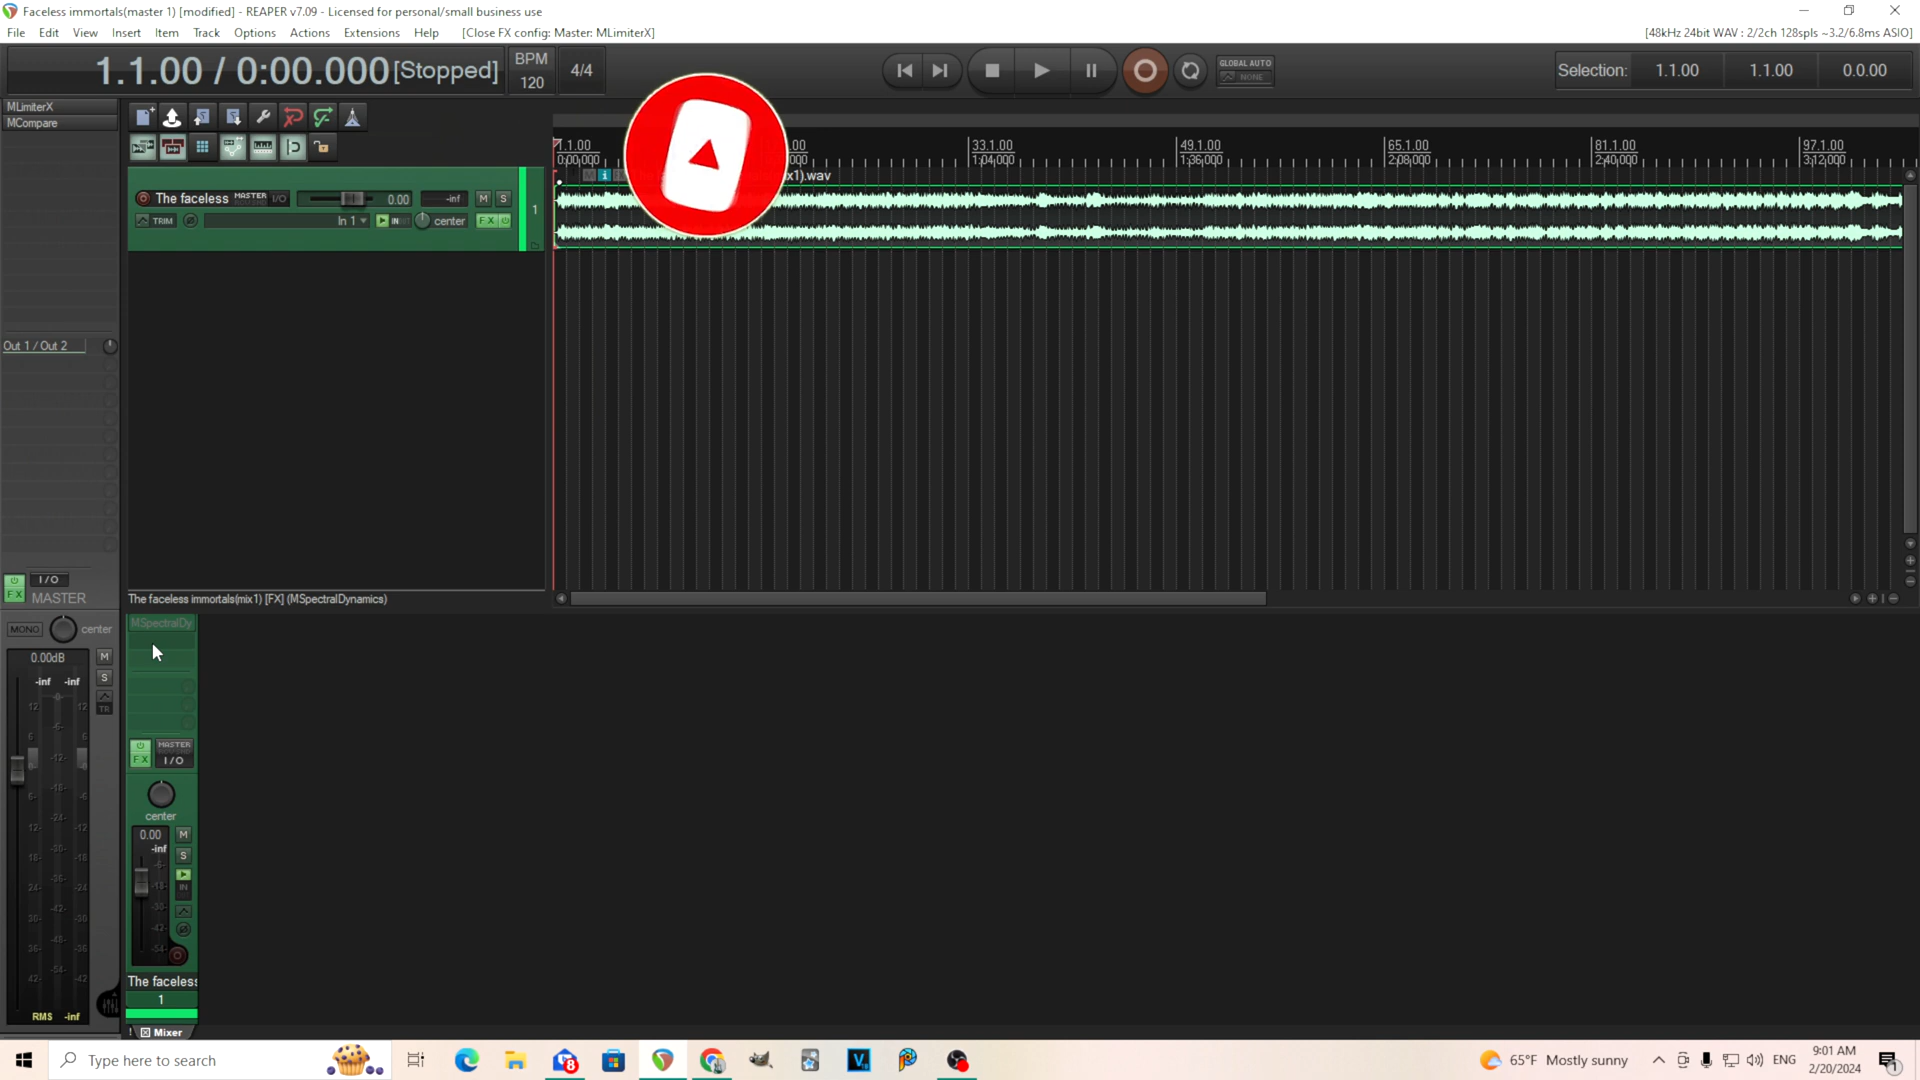 Faceless immortals(master 1) [modified] - REAPER v7.09 - Licensed for personal/small business use
File Edit View Insert Item Track Options Actions Extensions Help [Close FX config: Master: MLimiterX]
[48kHz 24bit WAV : 2/2ch 128spls ~3.2/6.8ms ASIO]
1.1.00 / 0:00.000 [Stopped]
BPM
120
4/4
GLOBAL AUTO
NONE
Selection: 1.1.00 1.1.00 0.0.00
MLimiterX
MCompare
1.1.00 33.1.00 49.1.00 65.1.00 81.1.00 97.1.00
0:00.000 1:04.000 1:36.000 2:08.000 2:40.000 3:12.000
x1).wav
The faceless MASTER I/O 0.00 -inf M S
TRIM In 1 IN center FX
1
Out 1 / Out 2
I/O
FX MASTER
The faceless immortals(mix1) [FX] (MSpectralDynamics)
MONO center
0.00dB M
-inf -inf S
TR
RMS -inf
MSpectralDy
MASTER
FX I/O
center
0.00 M
-inf S
IN
The faceless
1
Mixer
Type here to search
8
65°F Mostly sunny
ENG
9:01 AM
2/20/2024
1